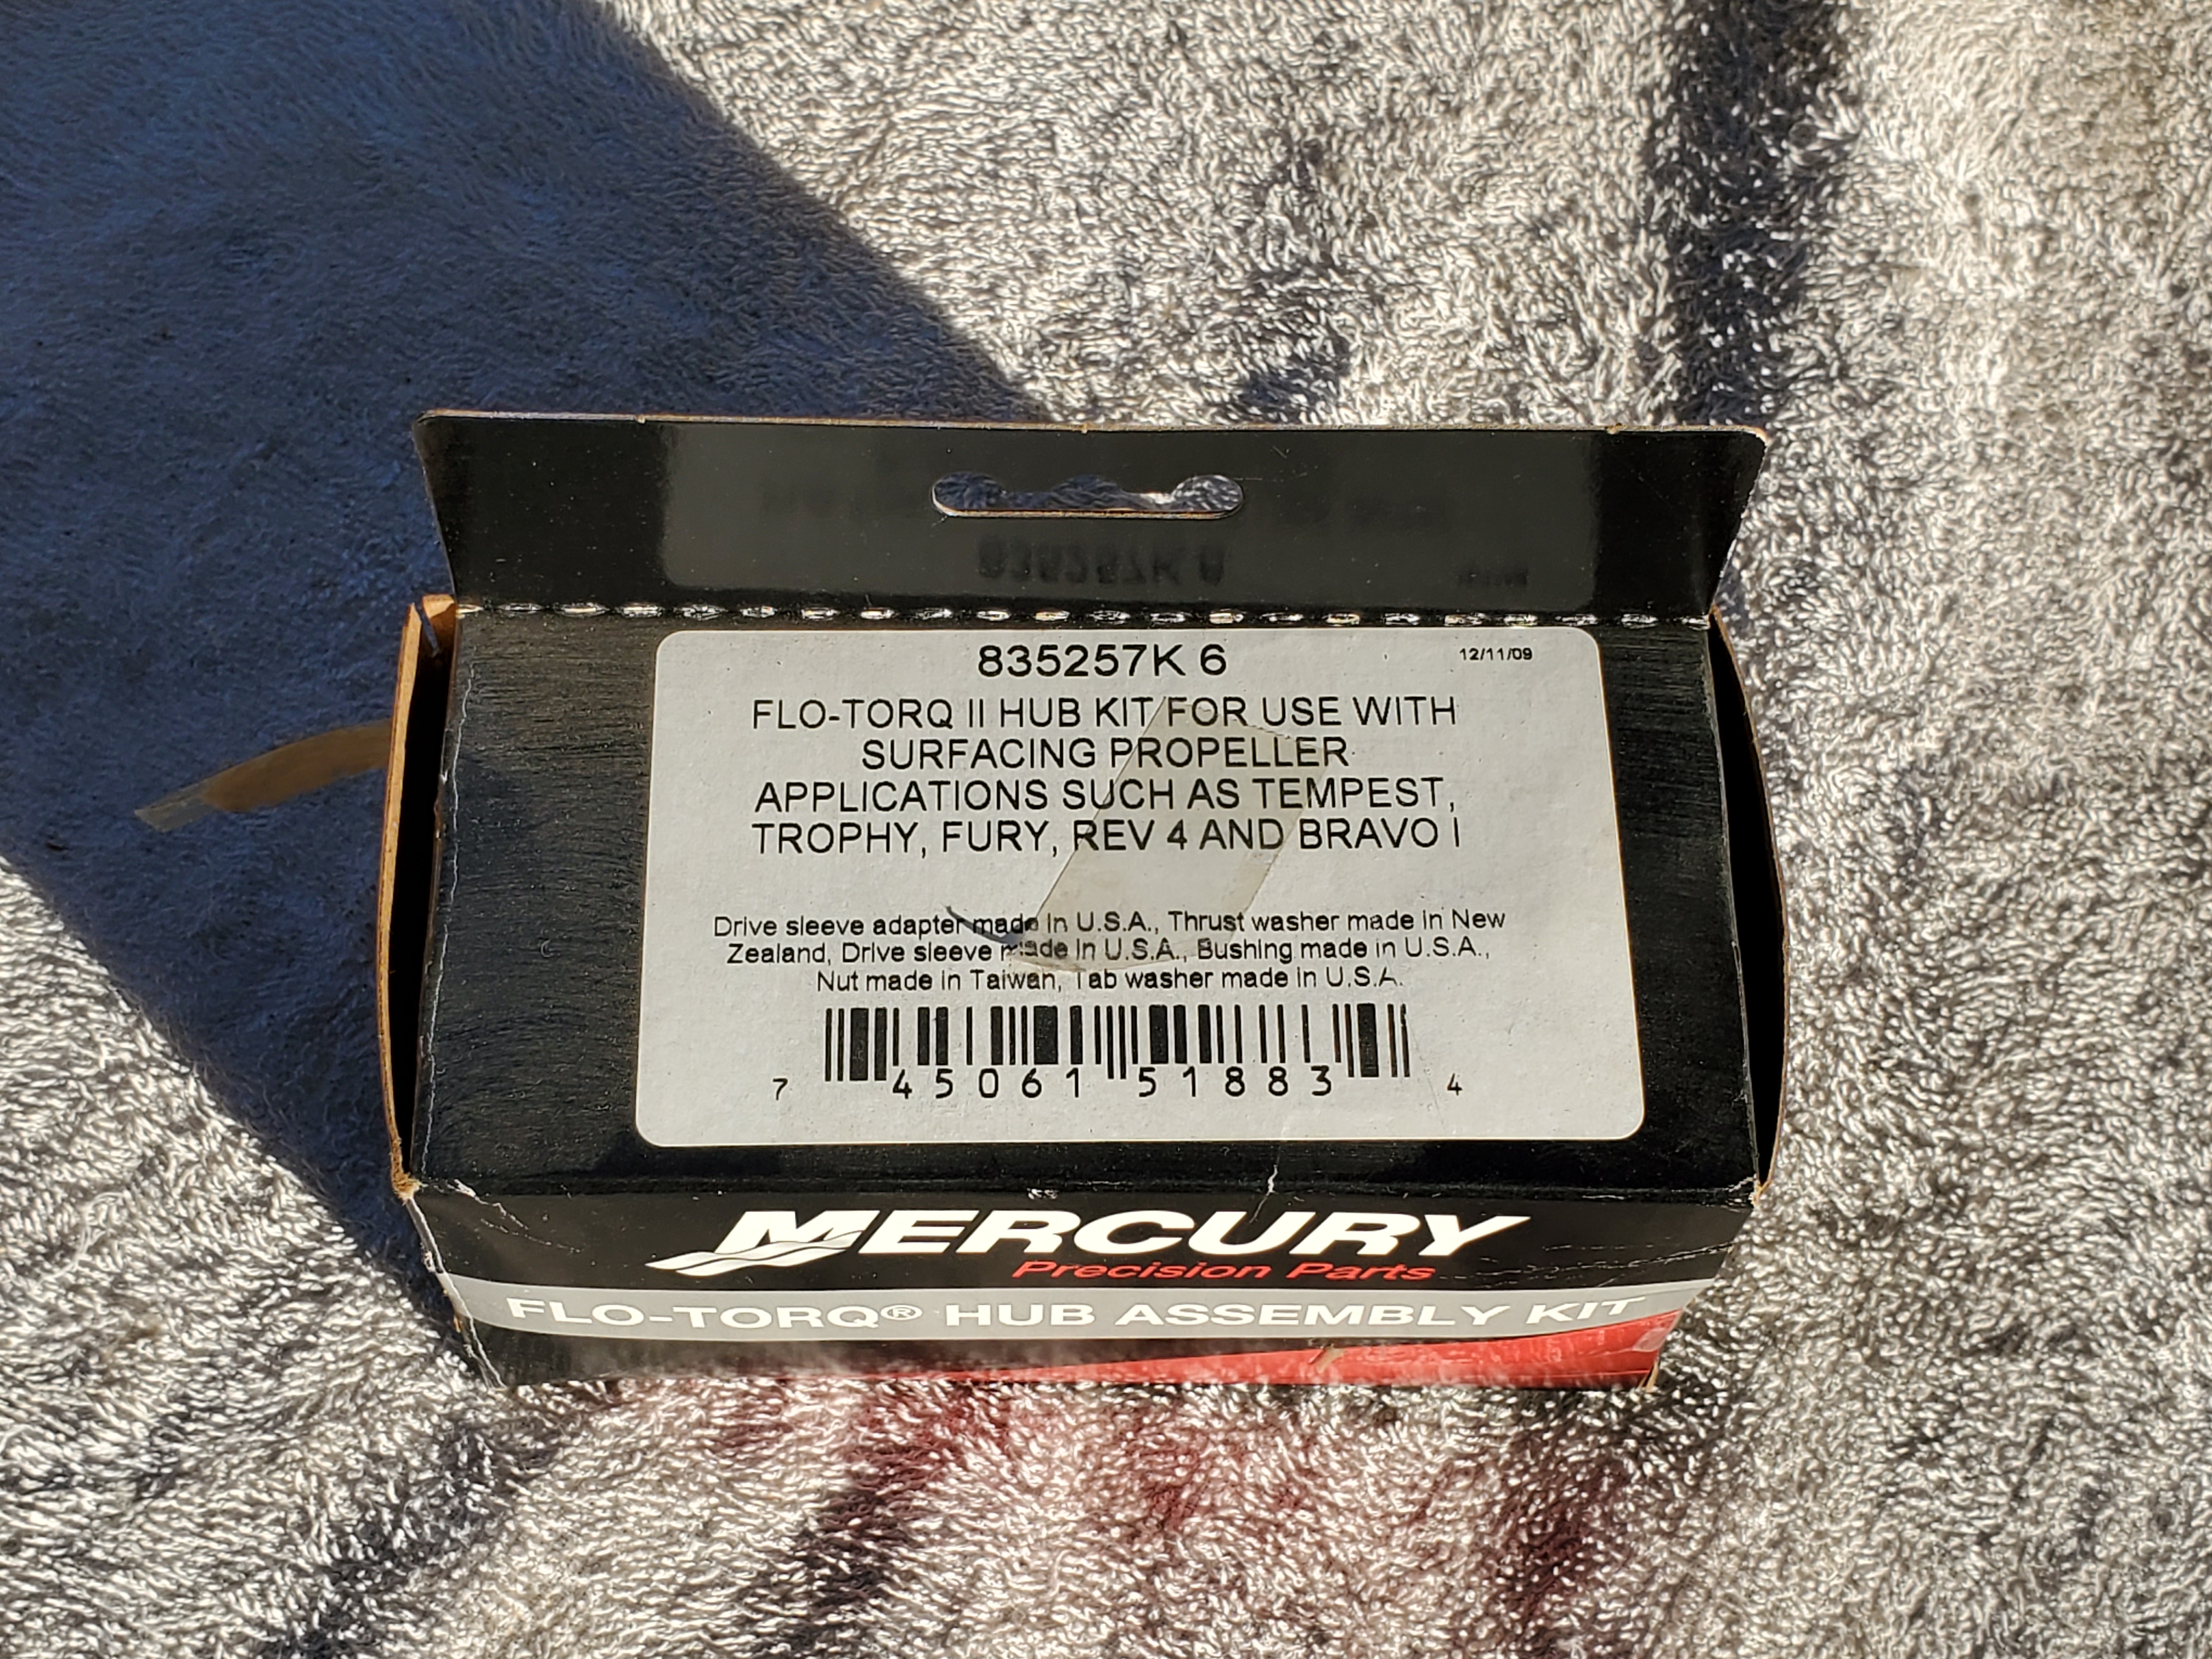 835257K 6
12/11/09
FLO-TORQ II HUB KIT FOR USE WITH
SURFACING PROPELLER
APPLICATIONS SUCH AS TEMPEST,
TROPHY, FURY, REV 4 AND BRAVO I
Drive sleeve adapter made in U.S.A., Thrust washer made in New
Zealand, Drive sleeve made in U.S.A., Bushing made in U.S.A.,
Nut made in Taiwan, Tab washer made in U.S.A.
7 45061 51883 4
MERCURY
Precision Parts
FLO-TORQ® HUB ASSEMBLY KIT